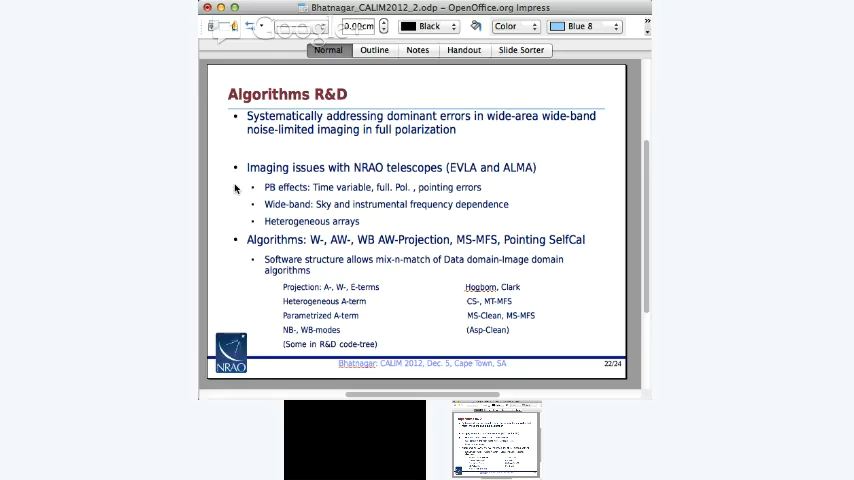 Bhatnagar_CALIM2012_2.odp - OpenOffice.org Impress
0.00cm Black Color Blue 8
Google
Normal Outline Notes Handout Slide Sorter
Algorithms R&D
• Systematically addressing dominant errors in wide-area wide-band
noise-limited imaging in full polarization
• Imaging issues with NRAO telescopes (EVLA and ALMA)
• PB effects: Time variable, full. Pol. , pointing errors
• Wide-band: Sky and instrumental frequency dependence
• Heterogeneous arrays
• Algorithms: W-, AW-, WB AW-Projection, MS-MFS, Pointing SelfCal
• Software structure allows mix-n-match of Data domain-Image domain
algorithms
Projection: A-, W-, E-terms Hogbom, Clark
Heterogeneous A-term CS-, MT-MFS
Parametrized A-term MS-Clean, MS-MFS
NB-, WB-modes (Asp-Clean)
(Some in R&D code-tree)
NRAO
Bhatnagar: CALIM 2012, Dec. 5, Cape Town, SA
22/24